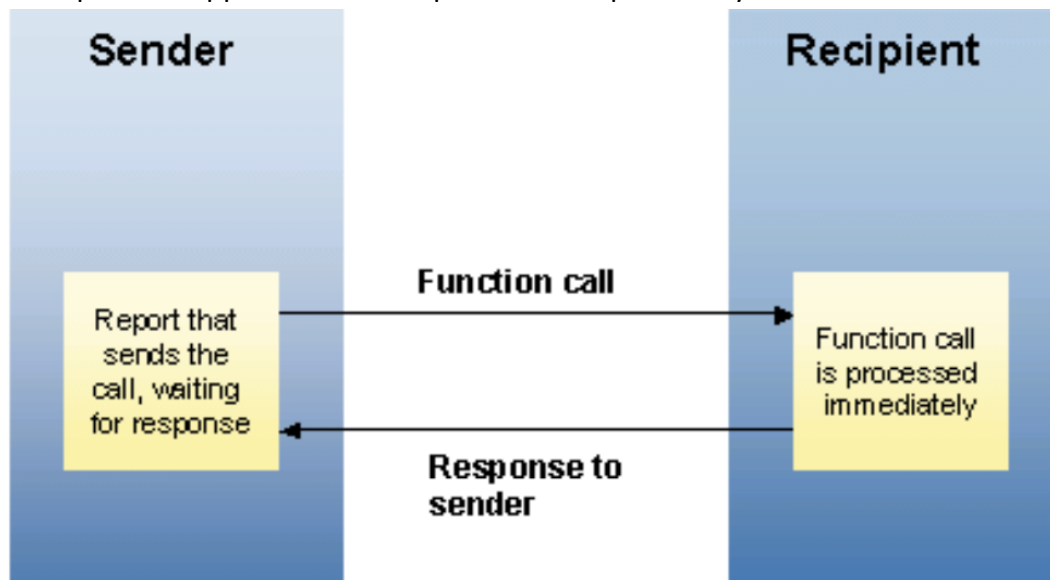 Sender
Recipient
Function call
Report that
sends the
call, waiting
for response
Function call
is processed
immediately
Response to
sender